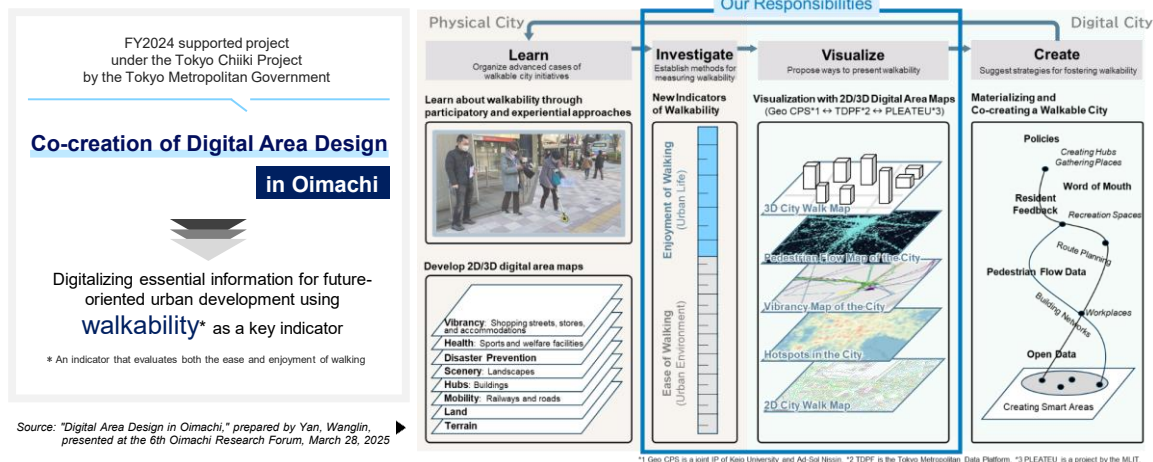 FY2024 supported project
under the Tokyo Chiiki Project
by the Tokyo Metropolitan Government
Co-creation of Digital Area Design
in Oimachi
Digitalizing essential information for future-
oriented urban development using
walkability* as a key indicator
* An indicator that evaluates both the ease and enjoyment of walking
Source: "Digital Area Design in Oimachi," prepared by Yan, Wanglin,
presented at the 6th Oimachi Research Forum, March 28, 2025
Our Responsibilities
Physical City
Digital City
Learn
Organize advanced cases of
walkable city initiatives
Learn about walkability through
participatory and experiential approaches
Develop 2D/3D digital area maps
Vibrancy: Shopping streets, stores,
and accommodations
Health: Sports and welfare facilities
Disaster Prevention
Scenery: Landscapes
Hubs: Buildings
Mobility: Railways and roads
Land
Terrain
Investigate
Establish methods for
measuring walkability
New Indicators
of Walkability
Enjoyment of Walking
(Urban Life)
Ease of Walking
(Urban Environment)
Visualize
Propose ways to present walkability
Visualization with 2D/3D Digital Area Maps
(Geo CPS*1 ↔ TDPF*2 ↔ PLEATEU*3)
3D City Walk Map
Pedestrian Flow Map of the City
Vibrancy Map of the City
Hotspots in the City
2D City Walk Map
Create
Suggest strategies for fostering walkability
Materializing and
Co-creating a Walkable City
Policies
Creating Hubs
Gathering Places
Word of Mouth
Resident
Feedback
Recreation Spaces
Route Planning
Pedestrian Flow Data
Building Networks
Workplaces
Open Data
Creating Smart Areas
*1 Geo CPS is a joint IP of Keio University and Ad-Sol Nissin. *2 TDPF is the Tokyo Metropolitan Data Platform. *3 PLEATEU is a project by the MLIT.